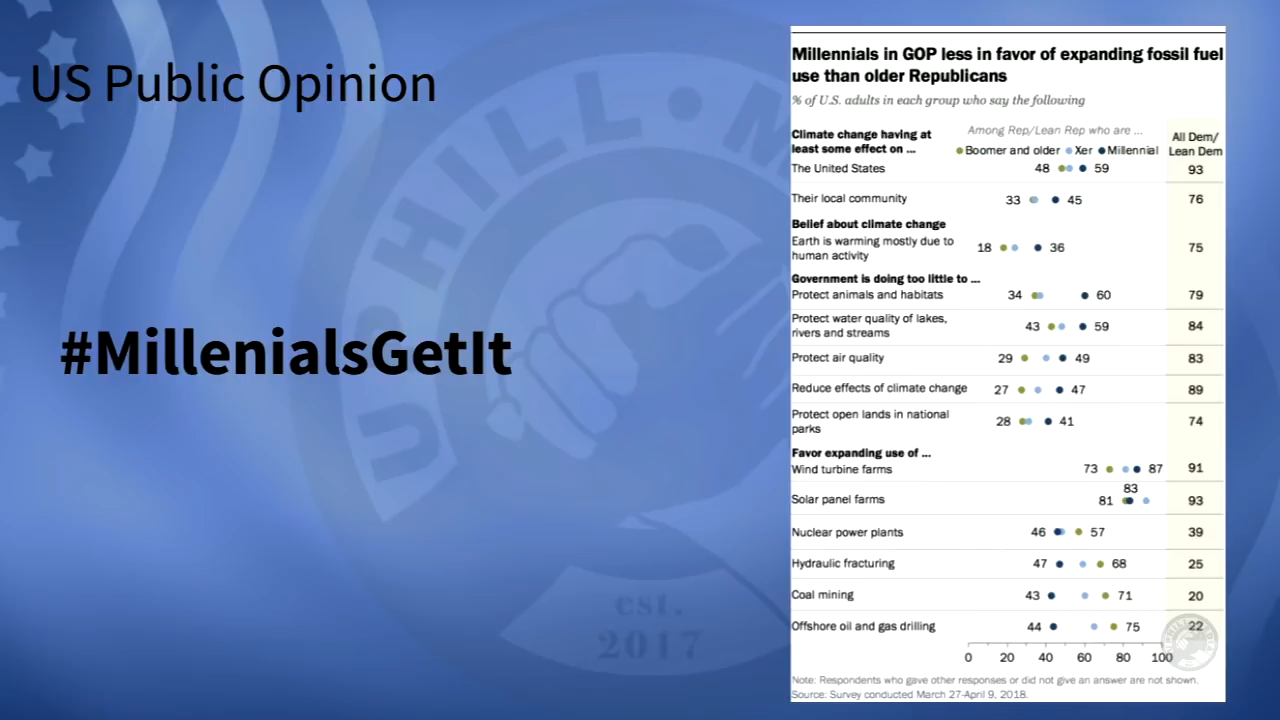 US Public Opinion
#MillenialsGetIt
UPHILL • M
est.
2017
Millennials in GOP less in favor of expanding fossil fuel
use than older Republicans
% of U.S. adults in each group who say the following
Climate change having at
least some effect on ...
Among Rep/Lean Rep who are ...
Boomer and older Xer Millennial
All Dem/
Lean Dem
The United States 48 59 93
Their local community 33 45 76
Belief about climate change
Earth is warming mostly due to
human activity 18 36 75
Government is doing too little to ...
Protect animals and habitats 34 60 79
Protect water quality of lakes,
rivers and streams 43 59 84
Protect air quality 29 49 83
Reduce effects of climate change 27 47 89
Protect open lands in national
parks 28 41 74
Favor expanding use of ...
Wind turbine farms 73 87 91
Solar panel farms 81 83 93
Nuclear power plants 46 57 39
Hydraulic fracturing 47 68 25
Coal mining 43 71 20
Offshore oil and gas drilling 44 75 22
0 20 40 60 80 100
Note: Respondents who gave other responses or did not give an answer are not shown.
Source: Survey conducted March 27-April 9, 2018.